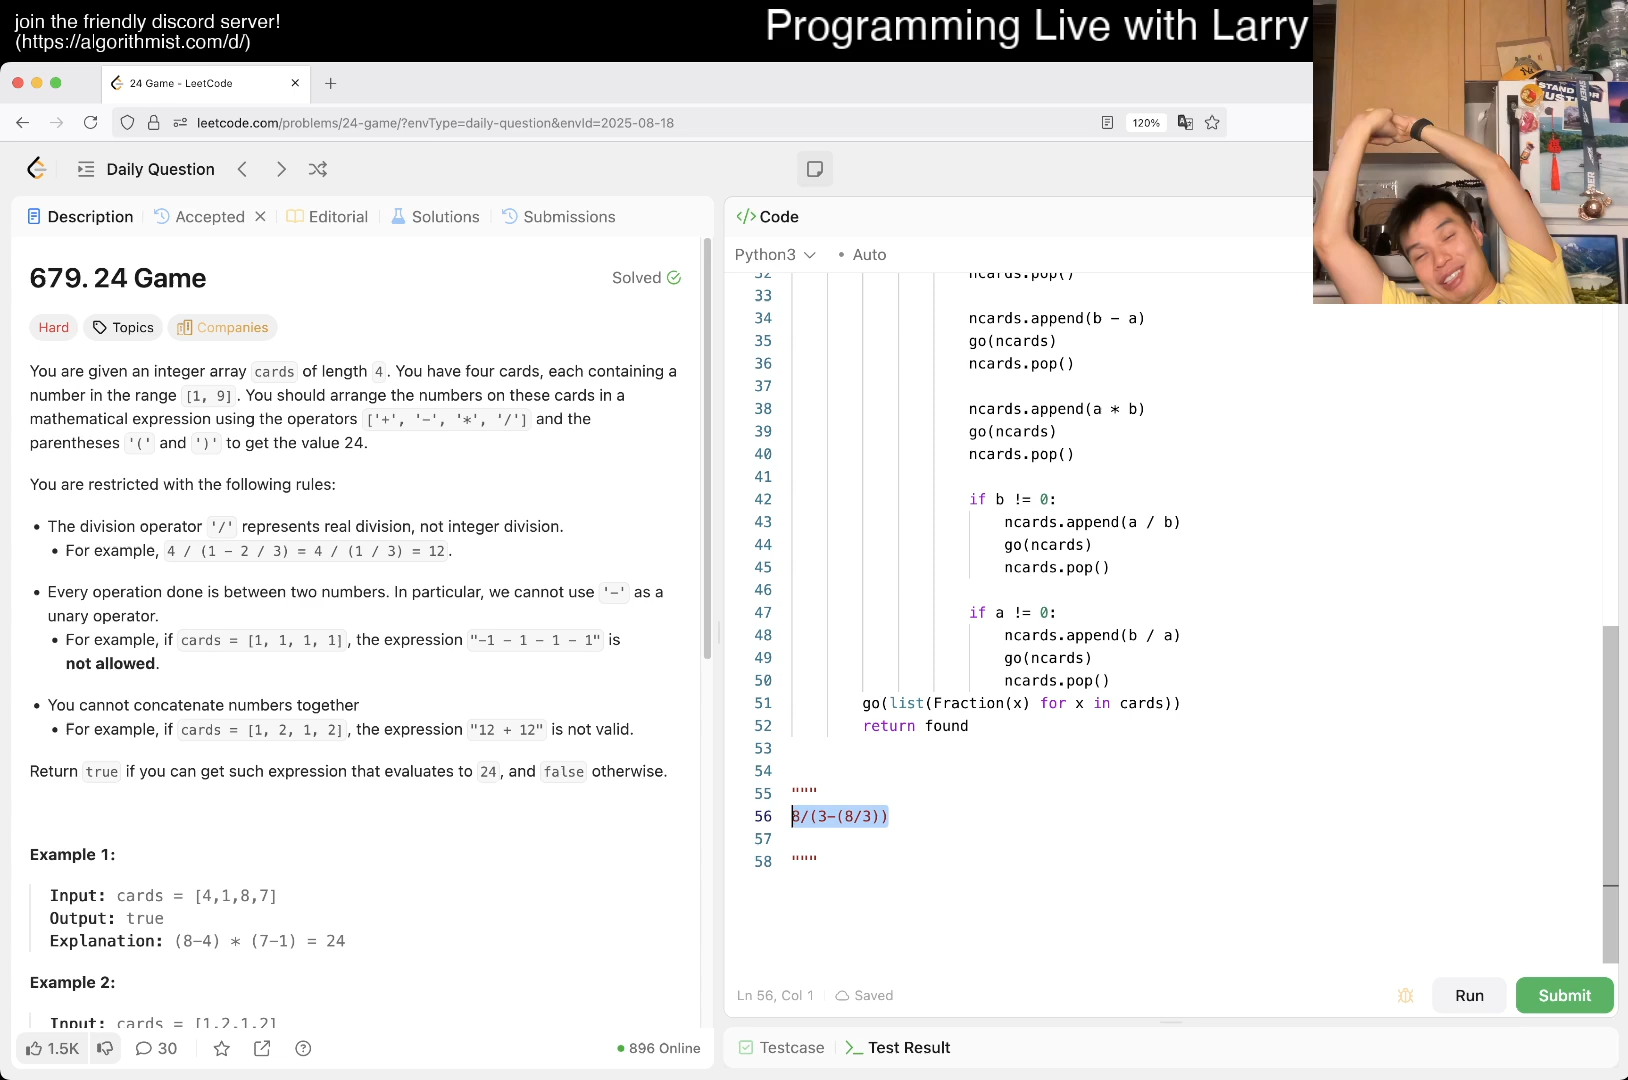 join the friendly discord server!
(https://algorithmist.com/d/)
Programming Live with Larry
24 Game - LeetCode
leetcode.com/problems/24-game/?envType=daily-question&envId=2025-08-18
120%
Daily Question
Description
Accepted
Editorial
Solutions
Submissions
679. 24 Game
Solved
Hard
Topics
Companies
You are given an integer array cards of length 4. You have four cards, each containing a
number in the range [1, 9]. You should arrange the numbers on these cards in a
mathematical expression using the operators ['+', '-', '*', '/'] and the
parentheses '(' and ')' to get the value 24.
You are restricted with the following rules:
• The division operator '/' represents real division, not integer division.
• For example, 4 / (1 - 2 / 3) = 4 / (1 / 3) = 12.
• Every operation done is between two numbers. In particular, we cannot use '-' as a
unary operator.
• For example, if cards = [1, 1, 1, 1], the expression "-1 - 1 - 1 - 1" is
not allowed.
• You cannot concatenate numbers together
• For example, if cards = [1, 2, 1, 2], the expression "12 + 12" is not valid.
Return true if you can get such expression that evaluates to 24, and false otherwise.
Example 1:
Input: cards = [4,1,8,7]
Output: true
Explanation: (8-4) * (7-1) = 24
Example 2:
Input: cards = [1,2,1,2]
1.5K
30
896 Online
</> Code
Python3
• Auto
32 ncards.pop()
33
34 ncards.append(b - a)
35 go(ncards)
36 ncards.pop()
37
38 ncards.append(a * b)
39 go(ncards)
40 ncards.pop()
41
42 if b != 0:
43 ncards.append(a / b)
44 go(ncards)
45 ncards.pop()
46
47 if a != 0:
48 ncards.append(b / a)
49 go(ncards)
50 ncards.pop()
51 go(list(Fraction(x) for x in cards))
52 return found
53
54
55 """
56 8/(3-(8/3))
57
58 """
Ln 56, Col 1
Saved
Run
Submit
Testcase
Test Result
STAND